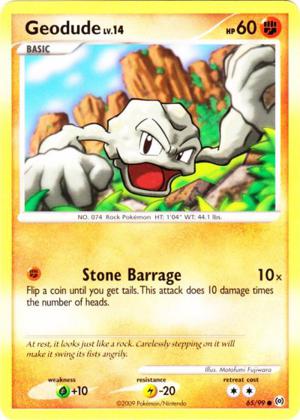 Geodude LV.14 HP 60
BASIC
NO. 074 Rock Pokémon HT: 1'04" WT: 44.1 lbs.
Stone Barrage 10×
Flip a coin until you get tails. This attack does 10 damage times
the number of heads.
At rest, it looks just like a rock. Carelessly stepping on it will
make it swing its fists angrily.
Illus. Motofumi Fujiwara
weakness resistance retreat cost
+10 -20
©2009 Pokémon/Nintendo 65/99